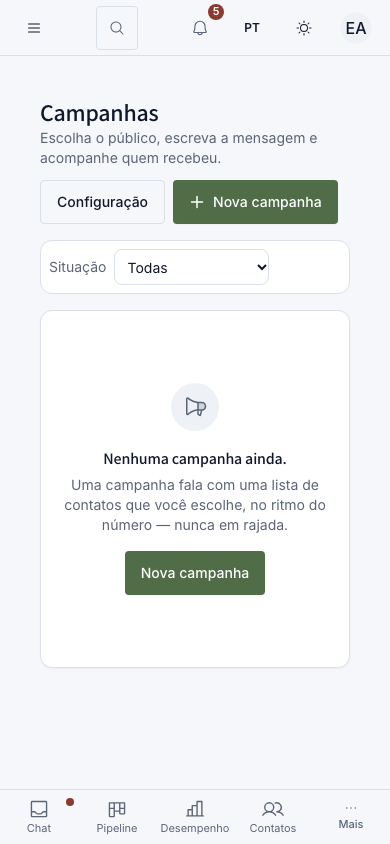 5
PT
EA
Campanhas
Escolha o público, escreva a mensagem e
acompanhe quem recebeu.
Configuração
Nova campanha
Situação
Todas
Nenhuma campanha ainda.
Uma campanha fala com uma lista de
contatos que você escolhe, no ritmo do
número — nunca em rajada.
Nova campanha
Chat
Pipeline
Desempenho
Contatos
Mais